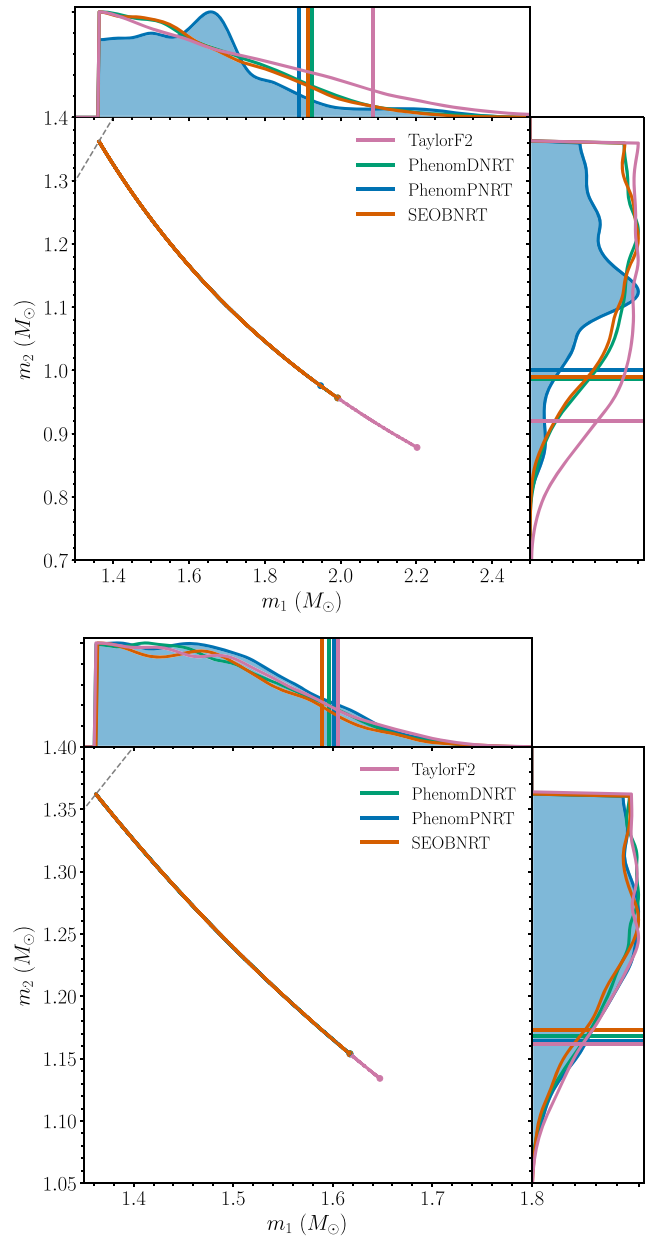 1.4
1.3
1.2
1.1
1.0
0.9
0.8
0.7
m₂ (M⊙)
TaylorF2
PhenomDNRT
PhenomPNRT
SEOBNRT
1.4 1.6 1.8 2.0 2.2 2.4
m₁ (M⊙)
1.40
1.35
1.30
1.25
1.20
1.15
1.10
1.05
m₂ (M⊙)
TaylorF2
PhenomDNRT
PhenomPNRT
SEOBNRT
1.4 1.5 1.6 1.7 1.8
m₁ (M⊙)